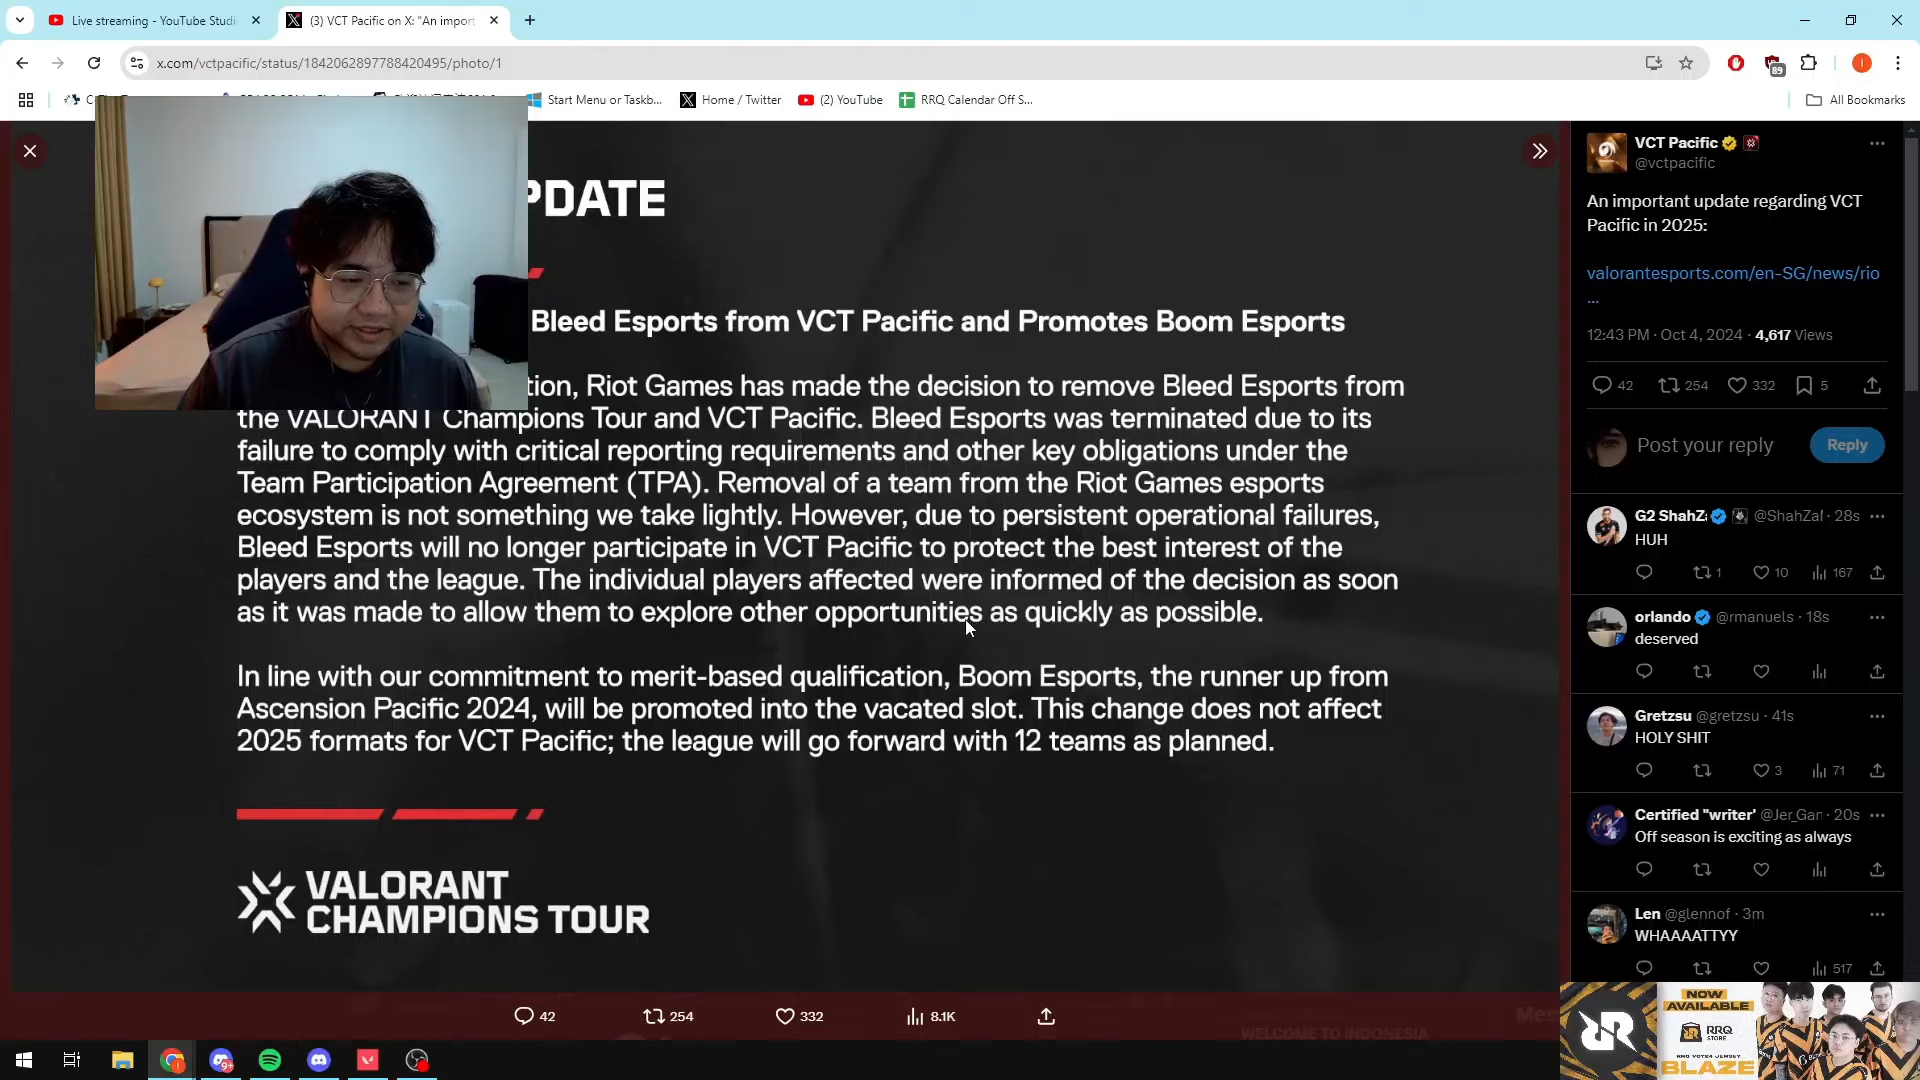 Live streaming - YouTube Studi
(3) VCT Pacific on X: "An import
x.com/vctpacific/status/1842062897788420495/photo/1
89
Start Menu or Taskb...
Home / Twitter
(2) YouTube
RRQ Calendar Off S...
All Bookmarks
PDATE
Bleed Esports from VCT Pacific and Promotes Boom Esports
tion, Riot Games has made the decision to remove Bleed Esports from
the VALORANT Champions Tour and VCT Pacific. Bleed Esports was terminated due to its
failure to comply with critical reporting requirements and other key obligations under the
Team Participation Agreement (TPA). Removal of a team from the Riot Games esports
ecosystem is not something we take lightly. However, due to persistent operational failures,
Bleed Esports will no longer participate in VCT Pacific to protect the best interest of the
players and the league. The individual players affected were informed of the decision as soon
as it was made to allow them to explore other opportunities as quickly as possible.
In line with our commitment to merit-based qualification, Boom Esports, the runner up from
Ascension Pacific 2024, will be promoted into the vacated slot. This change does not affect
2025 formats for VCT Pacific; the league will go forward with 12 teams as planned.
VALORANT
CHAMPIONS TOUR
42 254 332 8.1K
WELCOME TO INDONESIA
VCT Pacific
@vctpacific
An important update regarding VCT
Pacific in 2025:
valorantesports.com/en-SG/news/rio
...
12:43 PM · Oct 4, 2024 · 4,617 Views
42 254 332 5
Post your reply
Reply
G2 ShahZ @ShahZaM · 28s
HUH
1 10 167
orlando @rmanuels · 18s
deserved
Gretzsu @gretzsu · 41s
HOLY SHIT
3 71
Certified "writer" @Jer_Gan · 20s
Off season is exciting as always
Len @glennof · 3m
WHAAAATTYY
517
NOW
AVAILABLE
RRQ
STORE
BLAZE